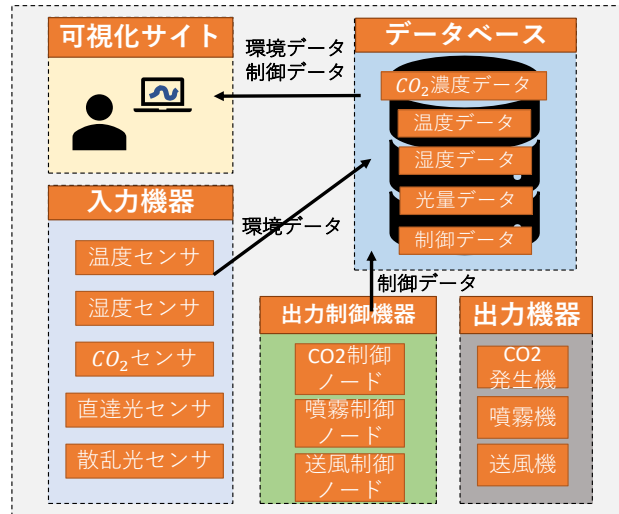 可視化サイト
環境データ
制御データ
データベース
CO₂濃度データ
温度データ
湿度データ
光量データ
制御データ
入力機器
環境データ
温度センサ
湿度センサ
CO₂センサ
直達光センサ
散乱光センサ
制御データ
出力制御機器
CO2制御
ノード
噴霧制御
ノード
送風制御
ノード
出力機器
CO2
発生機
噴霧機
送風機